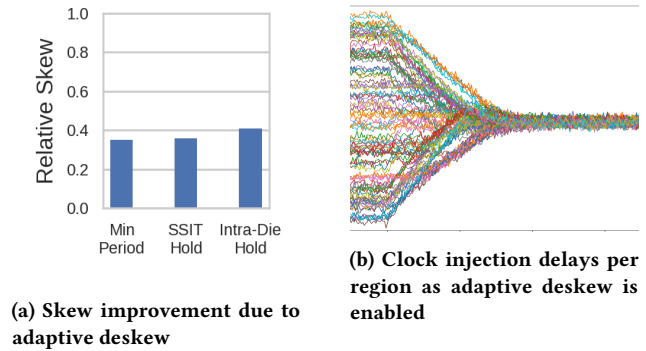 1.0
0.8
0.6
0.4
0.2
0.0
Relative Skew
Min
Period
SSIT
Hold
Intra-Die
Hold
(a) Skew improvement due to
adaptive deskew
(b) Clock injection delays per
region as adaptive deskew is
enabled